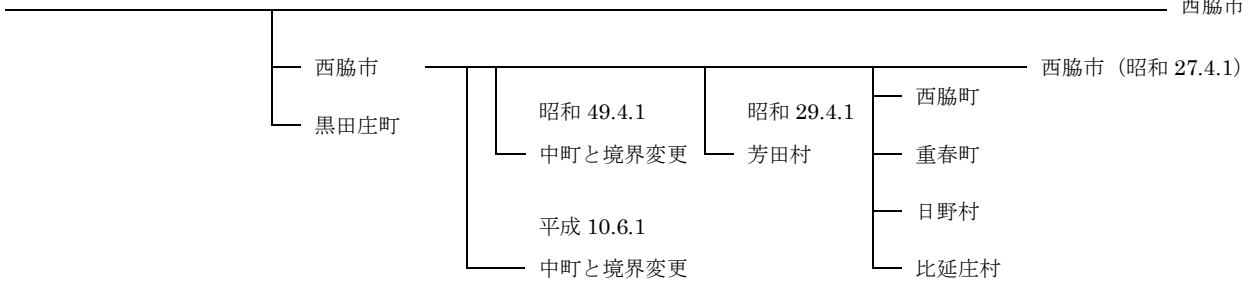 西脇市
西脇市
西脇市（昭和 27.4.1）
西脇町
昭和 49.4.1
昭和 29.4.1
黒田庄町
中町と境界変更
芳田村
重春町
日野村
平成 10.6.1
中町と境界変更
比延庄村